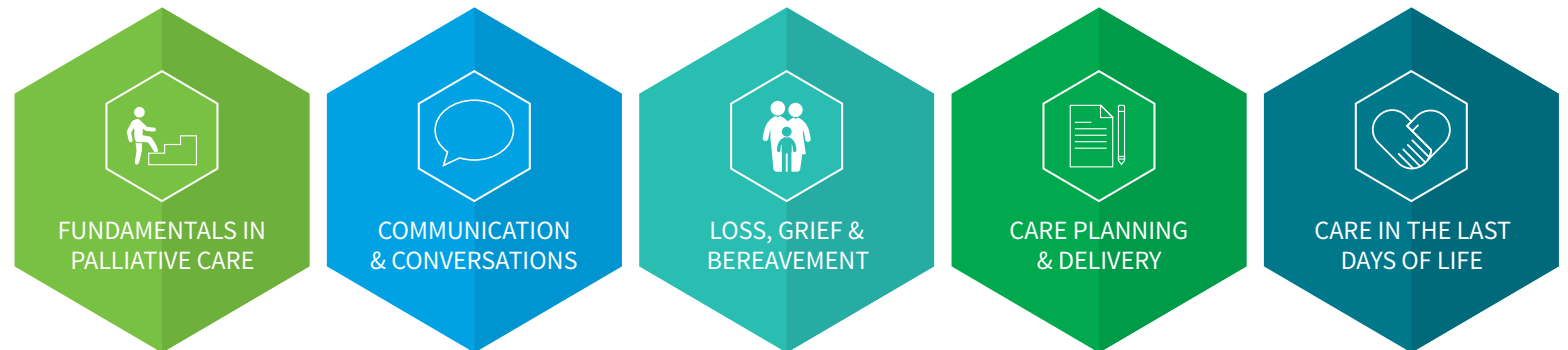 FUNDAMENTALS IN
PALLIATIVE CARE
COMMUNICATION
& CONVERSATIONS
LOSS, GRIEF &
BEREAVEMENT
CARE PLANNING
& DELIVERY
CARE IN THE LAST
DAYS OF LIFE